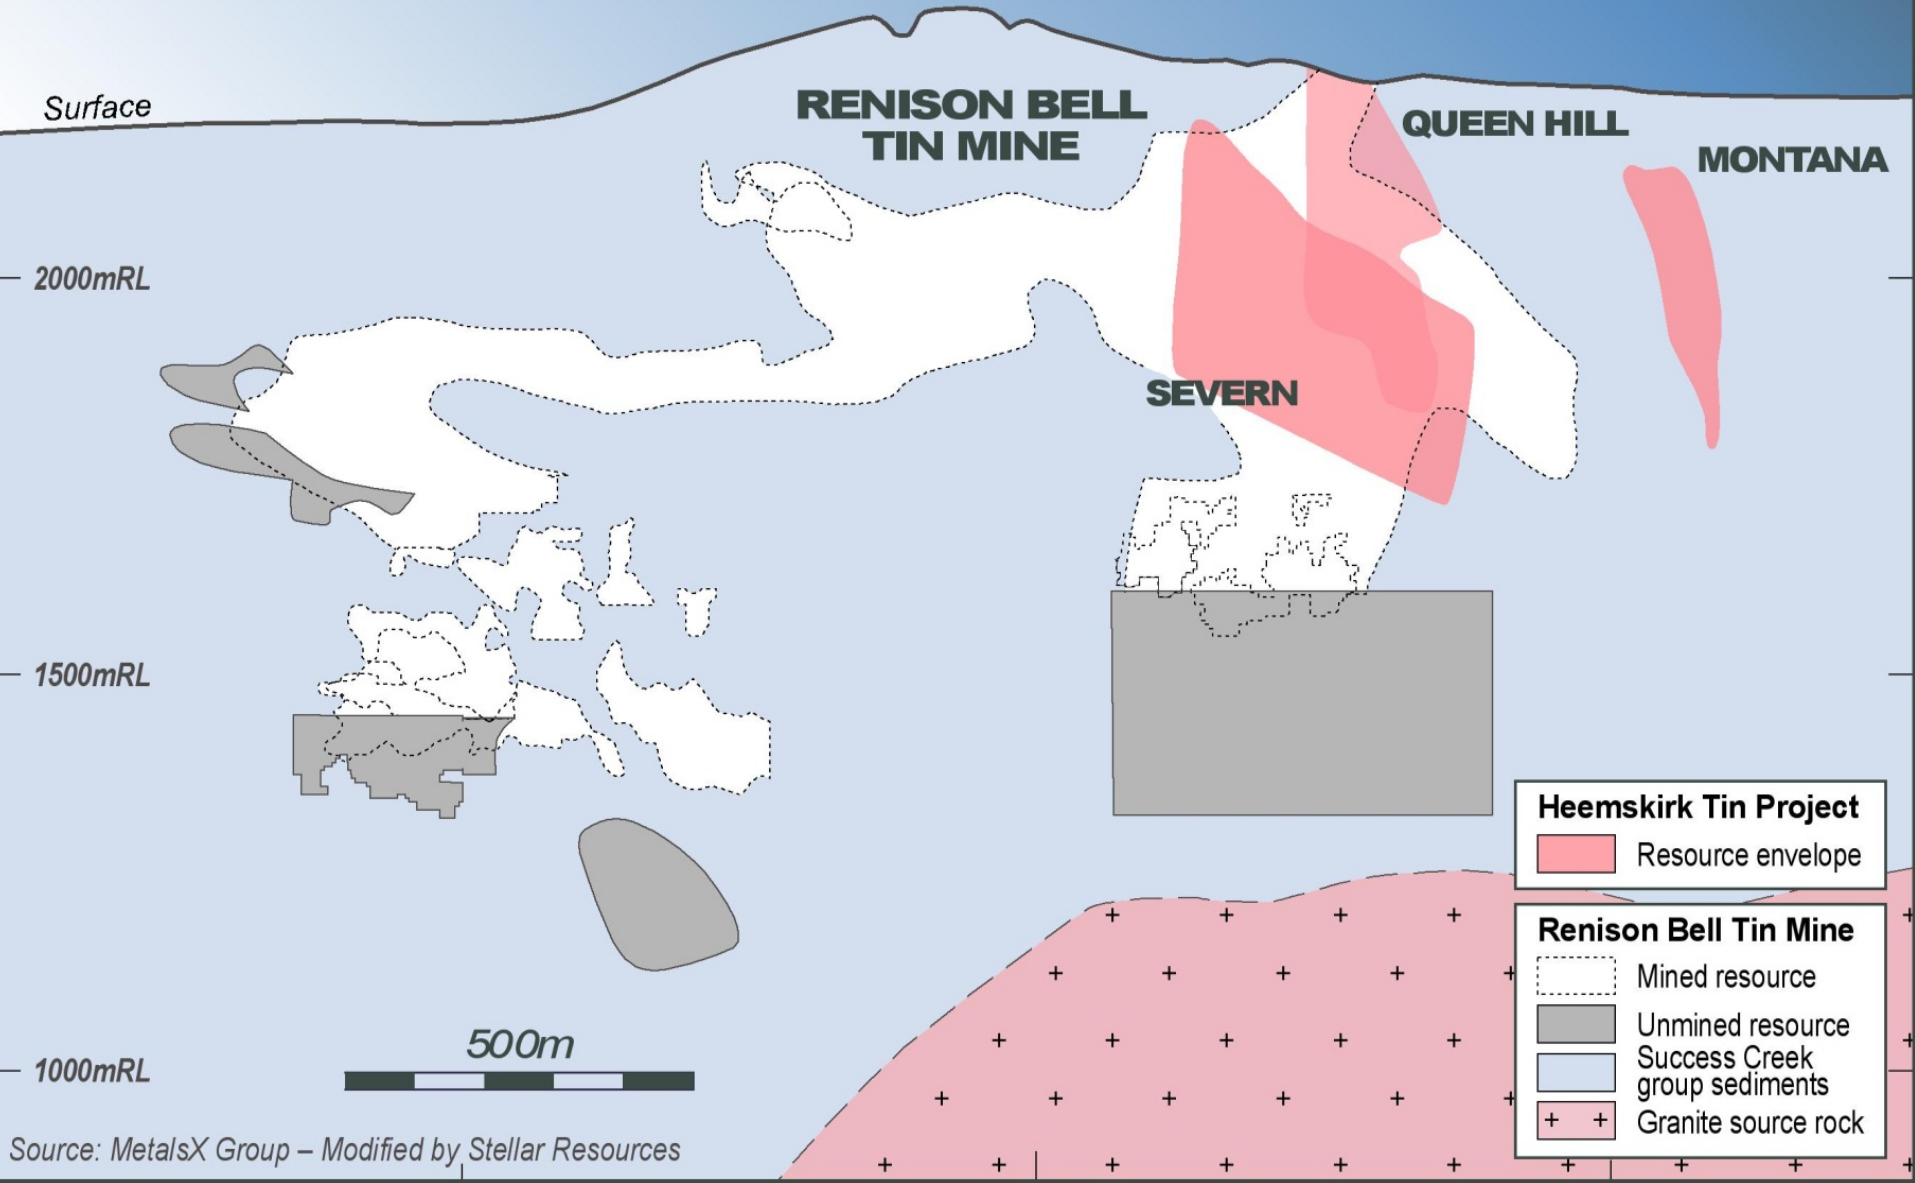 Surface
RENISON BELL
TIN MINE
QUEEN HILL
MONTANA
2000mRL
SEVERN
1500mRL
Heemskirk Tin Project
Resource envelope
Renison Bell Tin Mine
Mined resource
Unmined resource
Success Creek
group sediments
Granite source rock
500m
1000mRL
Source: MetalsX Group – Modified by Stellar Resources